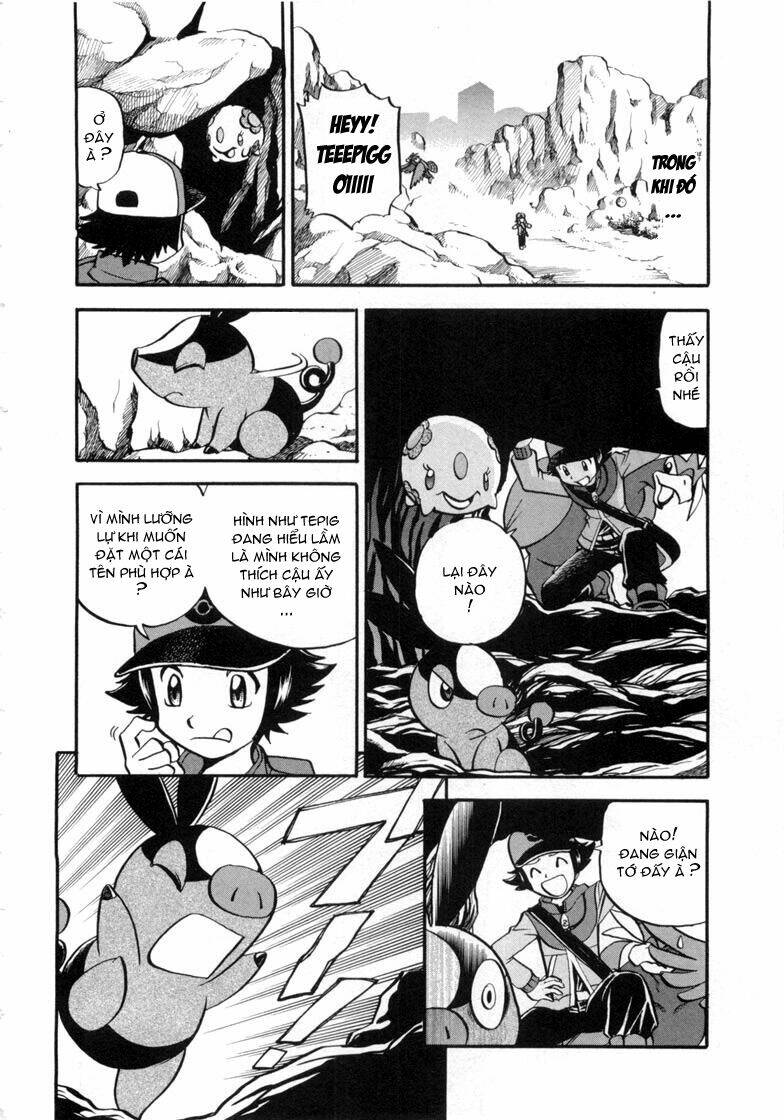 TRONG
KHI ĐÓ
...
HEYY!
TEEEPIGG
OIIIII
Ở
ĐÂY
À ?
THẤY
CẬU
RỒI
NHÉ
LẠI ĐÂY
NÀO
!
HÌNH NHƯ TEPIG
ĐANG HIỂU LẦM
LÀ MÌNH KHÔNG
THÍCH CẬU ẤY
NHƯ BÂY GIỜ
...
VÌ MÌNH LƯỠNG
LỰ KHI MUỐN
ĐẶT MỘT CÁI
TÊN PHÙ HỢP À
?
NÀO!
ĐANG GIẬN
TỚ ĐẤY À ?